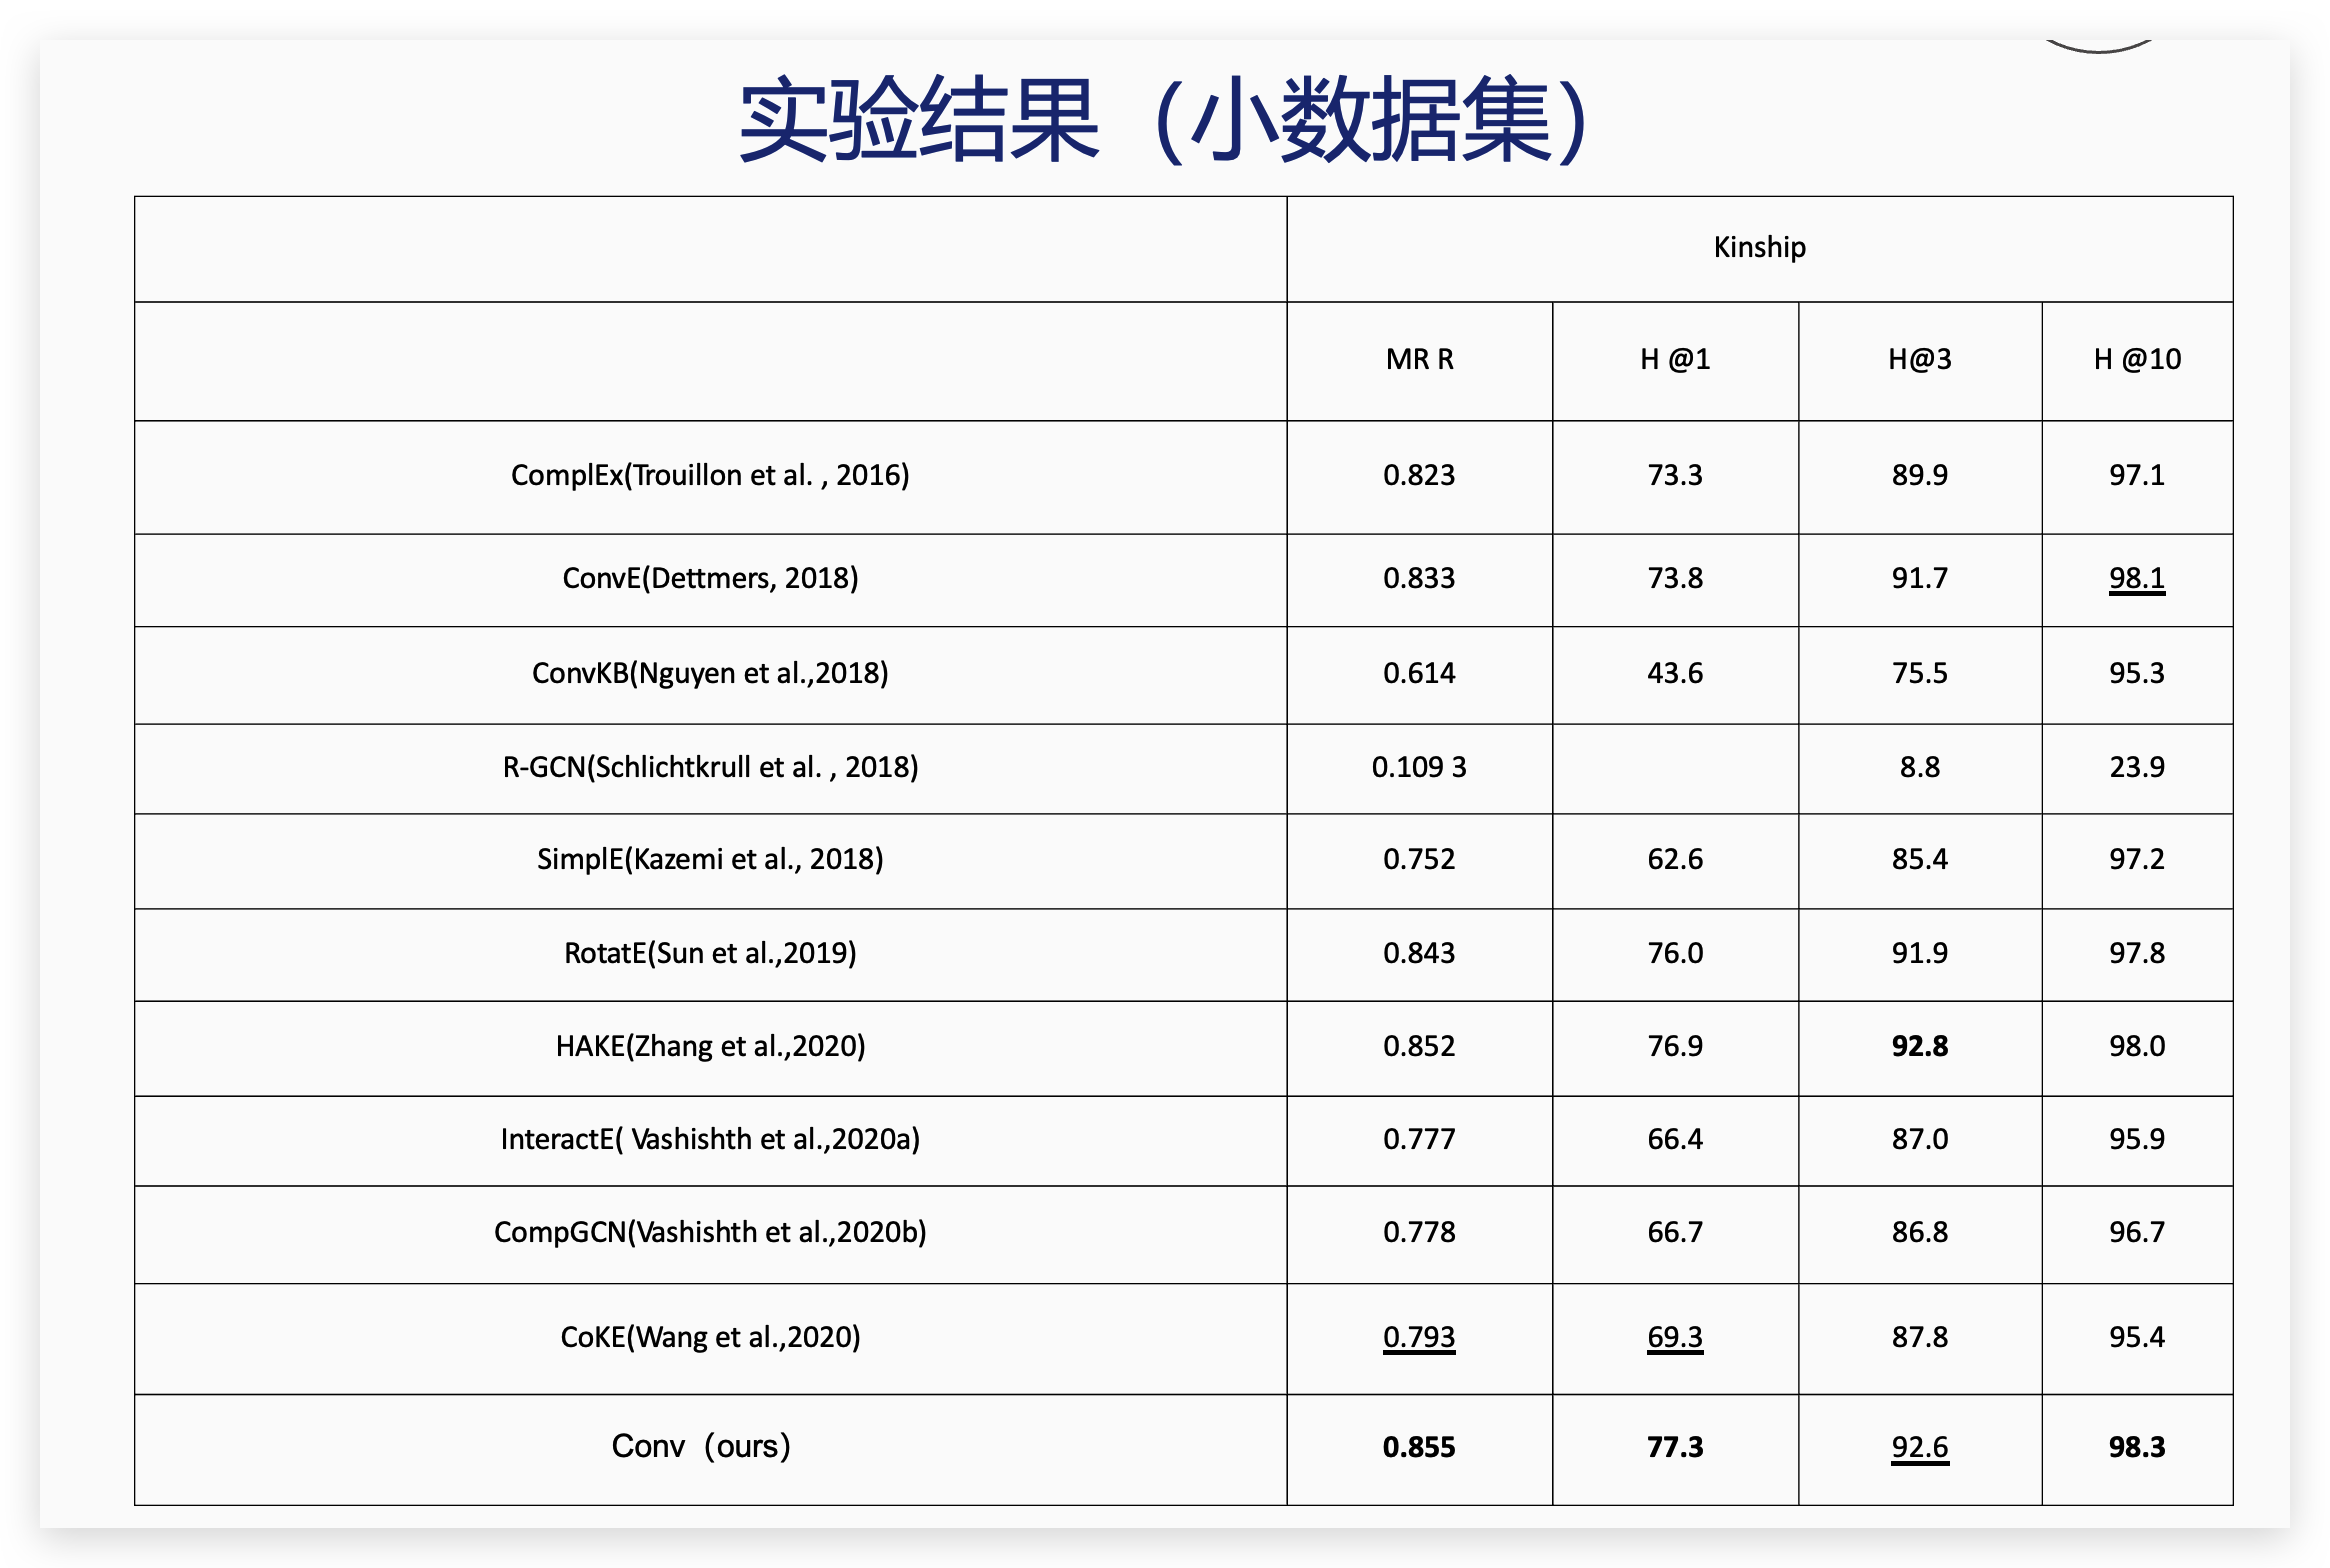 实验结果（小数据集）
Kinship
MR R H @1 H@3 H @10
ComplEx(Trouillon et al. , 2016) 0.823 73.3 89.9 97.1
ConvE(Dettmers, 2018) 0.833 73.8 91.7 98.1
ConvKB(Nguyen et al.,2018) 0.614 43.6 75.5 95.3
R-GCN(Schlichtkrull et al. , 2018) 0.109 3 8.8 23.9
SimplE(Kazemi et al., 2018) 0.752 62.6 85.4 97.2
RotatE(Sun et al.,2019) 0.843 76.0 91.9 97.8
HAKE(Zhang et al.,2020) 0.852 76.9 92.8 98.0
InteractE( Vashishth et al.,2020a) 0.777 66.4 87.0 95.9
CompGCN(Vashishth et al.,2020b) 0.778 66.7 86.8 96.7
CoKE(Wang et al.,2020) 0.793 69.3 87.8 95.4
Conv（ours） 0.855 77.3 92.6 98.3